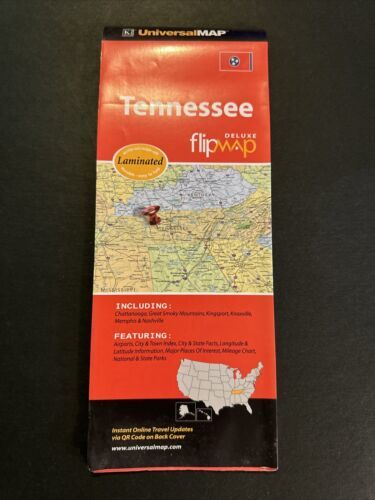 K UniversalMAP
Tennessee
DELUXE
flipmap
Laminated
KENTUCKY
MISSISSIPPI
INCLUDING:
Chattanooga, Great Smoky Mountains, Kingsport, Knoxville,
Memphis & Nashville
FEATURING:
Airports, City & Town Index, City & State Facts, Longitude &
Latitude Information, Major Places Of Interest, Mileage Chart,
National & State Parks
Instant Online Travel Updates
via QR Code on Back Cover
www.universalmap.com